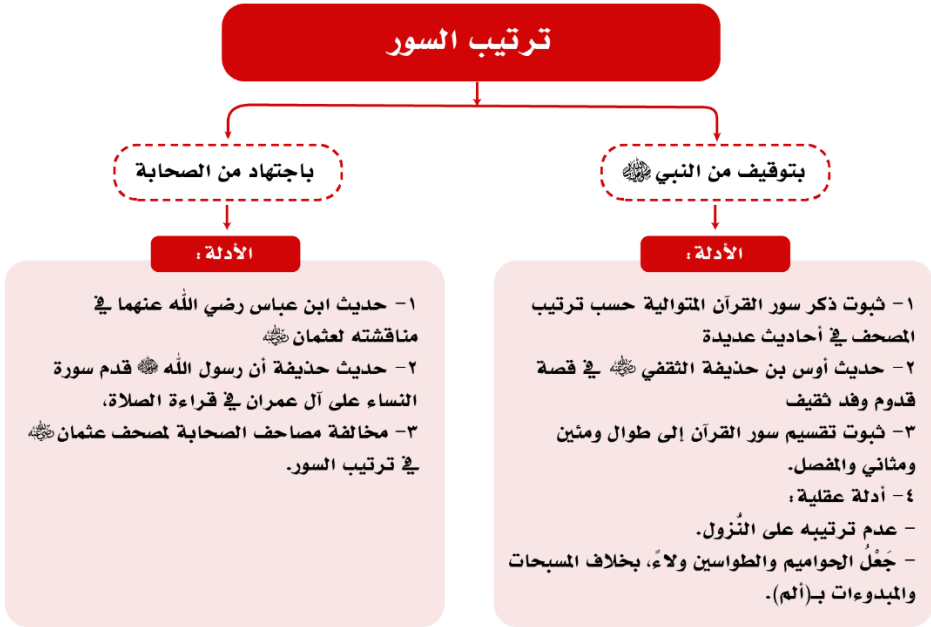 ترتيب السور
بتوقيف من النبي ﷺ
الأدلة:
١- ثبوت ذكر سور القرآن المتوالية حسب ترتيب
المصحف في أحاديث عديدة
٢- حديث أوس بن حذيفة الثقفي رضي الله عنه في قصة
قدوم وفد ثقيف
٣- ثبوت تقسيم سور القرآن إلى طوال ومئين
ومثاني والمفصل.
٤- أدلة عقلية:
- عدم ترتيبه على النُّزول.
- جَعْلُ الحواميم والطواسين ولاءً، بخلاف المسبحات
والمبدوءات بـ(ألم).
باجتهاد من الصحابة
الأدلة:
١- حديث ابن عباس رضي الله عنهما في
مناقشته لعثمان رضي الله عنه
٢- حديث حذيفة أن رسول الله ﷺ قدم سورة
النساء على آل عمران في قراءة الصلاة،
٣- مخالفة مصاحف الصحابة لمصحف عثمان رضي الله عنه
في ترتيب السور.